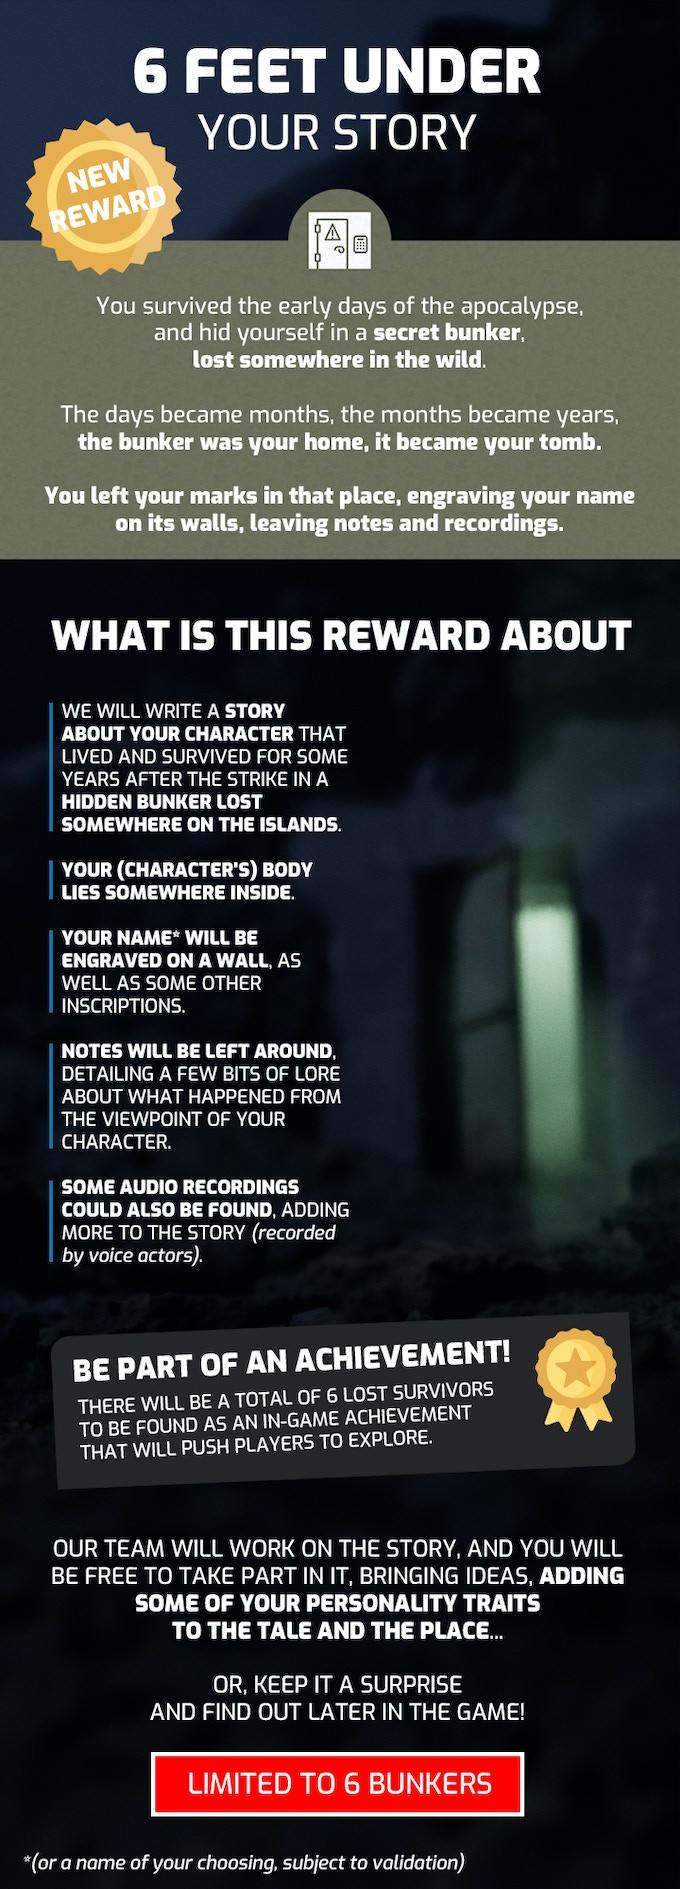 6 FEET UNDER
YOUR STORY
NEW
REWARD
You survived the early days of the apocalypse,
and hid yourself in a secret bunker,
lost somewhere in the wild.
The days became months, the months became years,
the bunker was your home, it became your tomb.
You left your marks in that place, engraving your name
on its walls, leaving notes and recordings.
WHAT IS THIS REWARD ABOUT
WE WILL WRITE A STORY
ABOUT YOUR CHARACTER THAT
LIVED AND SURVIVED FOR SOME
YEARS AFTER THE STRIKE IN A
HIDDEN BUNKER LOST
SOMEWHERE ON THE ISLANDS.
YOUR (CHARACTER'S) BODY
LIES SOMEWHERE INSIDE.
YOUR NAME* WILL BE
ENGRAVED ON A WALL, AS
WELL AS SOME OTHER
INSCRIPTIONS.
NOTES WILL BE LEFT AROUND,
DETAILING A FEW BITS OF LORE
ABOUT WHAT HAPPENED FROM
THE VIEWPOINT OF YOUR
CHARACTER.
SOME AUDIO RECORDINGS
COULD ALSO BE FOUND, ADDING
MORE TO THE STORY (recorded
by voice actors).
BE PART OF AN ACHIEVEMENT!
THERE WILL BE A TOTAL OF 6 LOST SURVIVORS
TO BE FOUND AS AN IN-GAME ACHIEVEMENT
THAT WILL PUSH PLAYERS TO EXPLORE.
OUR TEAM WILL WORK ON THE STORY, AND YOU WILL
BE FREE TO TAKE PART IN IT, BRINGING IDEAS, ADDING
SOME OF YOUR PERSONALITY TRAITS
TO THE TALE AND THE PLACE...
OR, KEEP IT A SURPRISE
AND FIND OUT LATER IN THE GAME!
LIMITED TO 6 BUNKERS
*(or a name of your choosing, subject to validation)